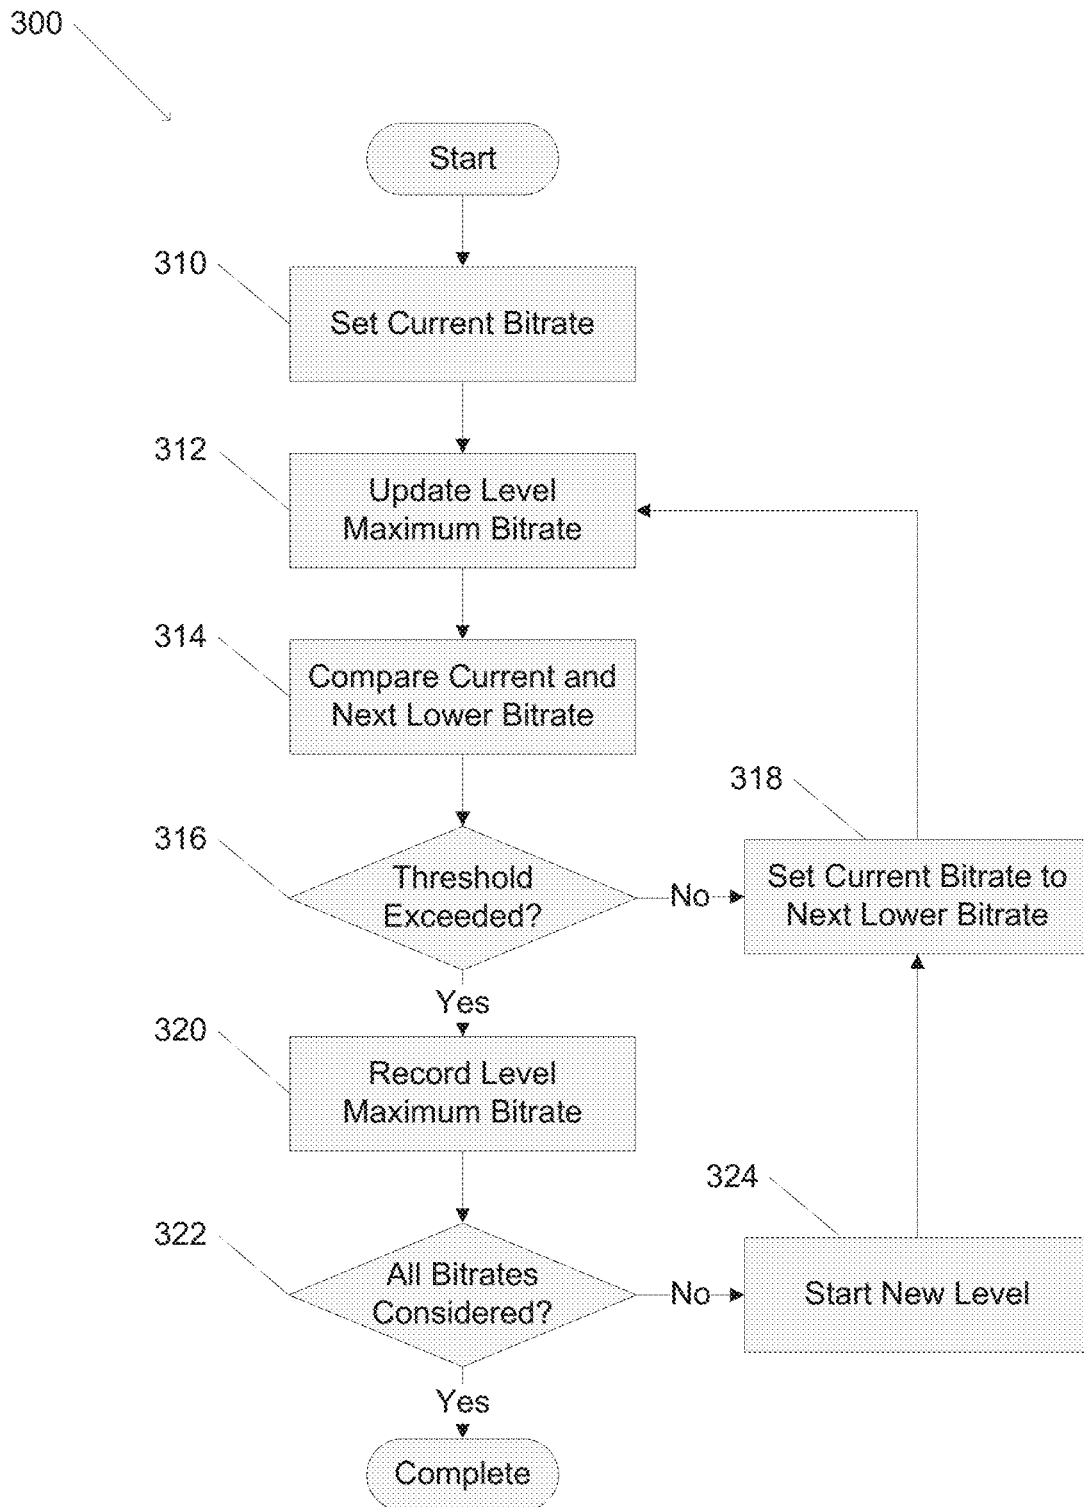 300
Start
310
Set Current Bitrate
312
Update Level
Maximum Bitrate
314
Compare Current and
Next Lower Bitrate
318
316
Threshold
Exceeded?
No
Set Current Bitrate to
Next Lower Bitrate
Yes
320
Record Level
Maximum Bitrate
324
322
All Bitrates
Considered?
No
Start New Level
Yes
Complete